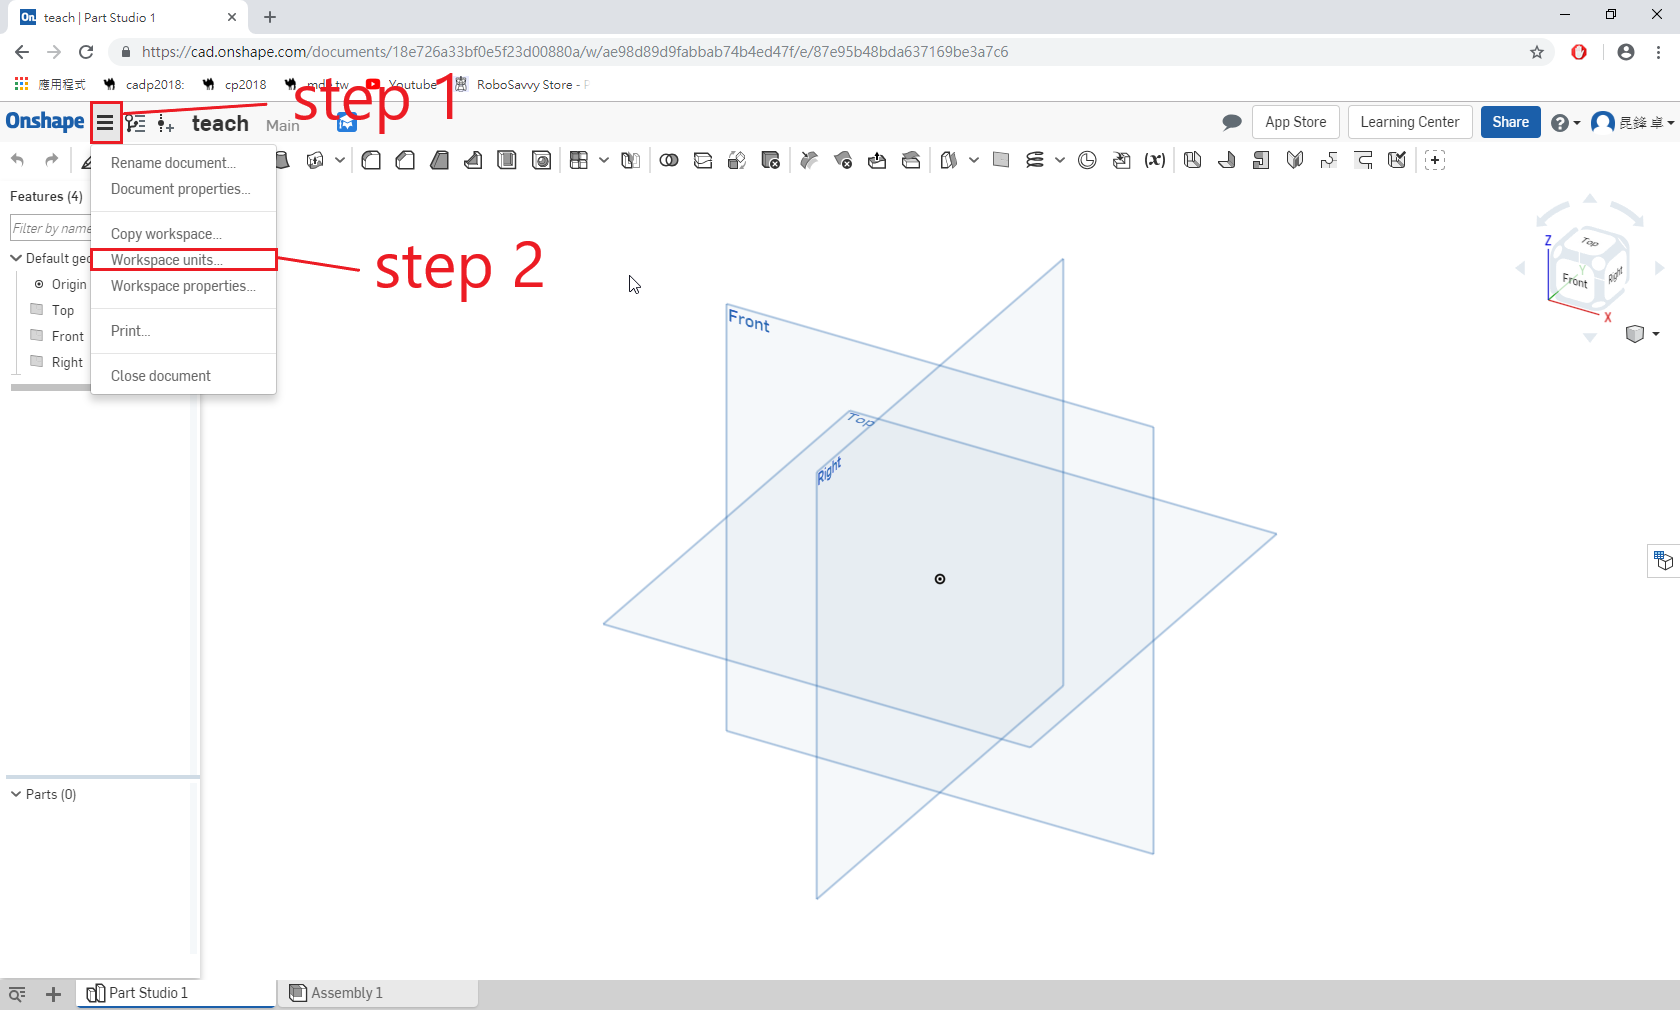 teach | Part Studio 1
https://cad.onshape.com/documents/18e726a33bf0e5f23d00880a/w/ae98d89d9fabbab74b4ed47f/e/87e95b48bda637169be3a7c6
應用程式 cadp2018: cp2018 Youtube RoboSavvy Store -
step 1
Onshape teach Main App Store Learning Center Share 昆鋒 卓
Rename document...
Document properties...
Copy workspace...
Workspace units...
Workspace properties...
Print...
Close document
step 2
Features (4)
Filter by name
Default geo
Origin
Top
Front
Right
Parts (0)
Front
Top
Right
Z
Top
Y
Front
Right
X
(x)
Part Studio 1
Assembly 1